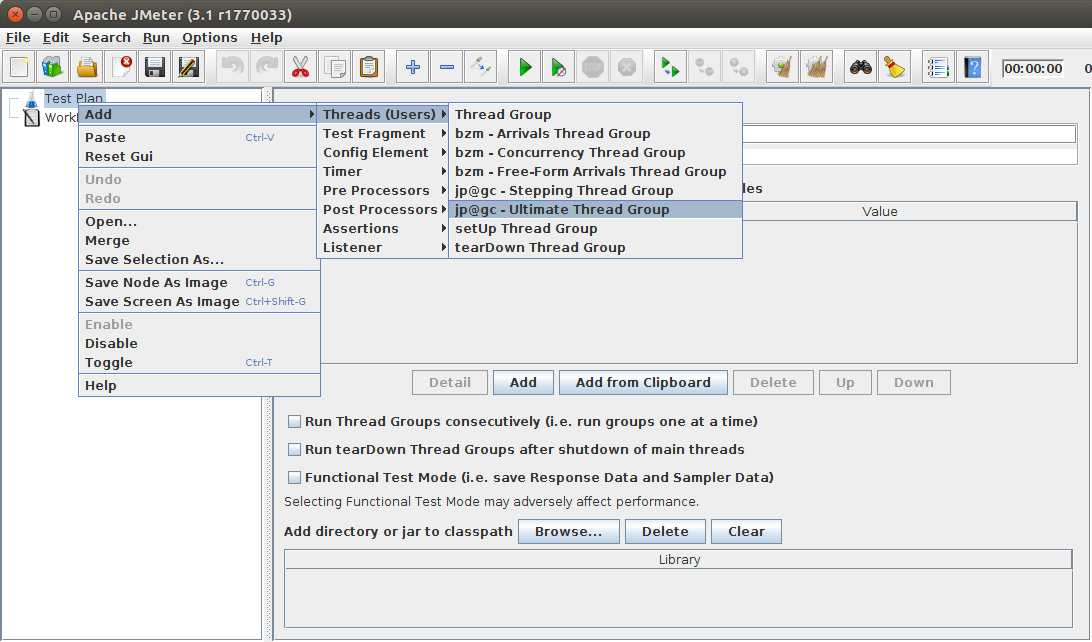 Apache JMeter (3.1 r1770033)
File Edit Search Run Options Help
STOP ? 00:00:00 0
Test Plan
Add
Paste Ctrl-V
Reset Gui
Undo
Redo
Open...
Merge
Save Selection As...
Save Node As Image Ctrl-G
Save Screen As Image Ctrl+Shift-G
Enable
Disable
Toggle Ctrl-T
Help
Threads (Users)
Test Fragment
Config Element
Timer
Pre Processors
Post Processors
Assertions
Listener
Thread Group
bzm - Arrivals Thread Group
bzm - Concurrency Thread Group
bzm - Free-Form Arrivals Thread Group
jp@gc - Stepping Thread Group
jp@gc - Ultimate Thread Group
setUp Thread Group
tearDown Thread Group
Value
Detail Add Add from Clipboard Delete Up Down
Run Thread Groups consecutively (i.e. run groups one at a time)
Run tearDown Thread Groups after shutdown of main threads
Functional Test Mode (i.e. save Response Data and Sampler Data)
Selecting Functional Test Mode may adversely affect performance.
Add directory or jar to classpath Browse... Delete Clear
Library